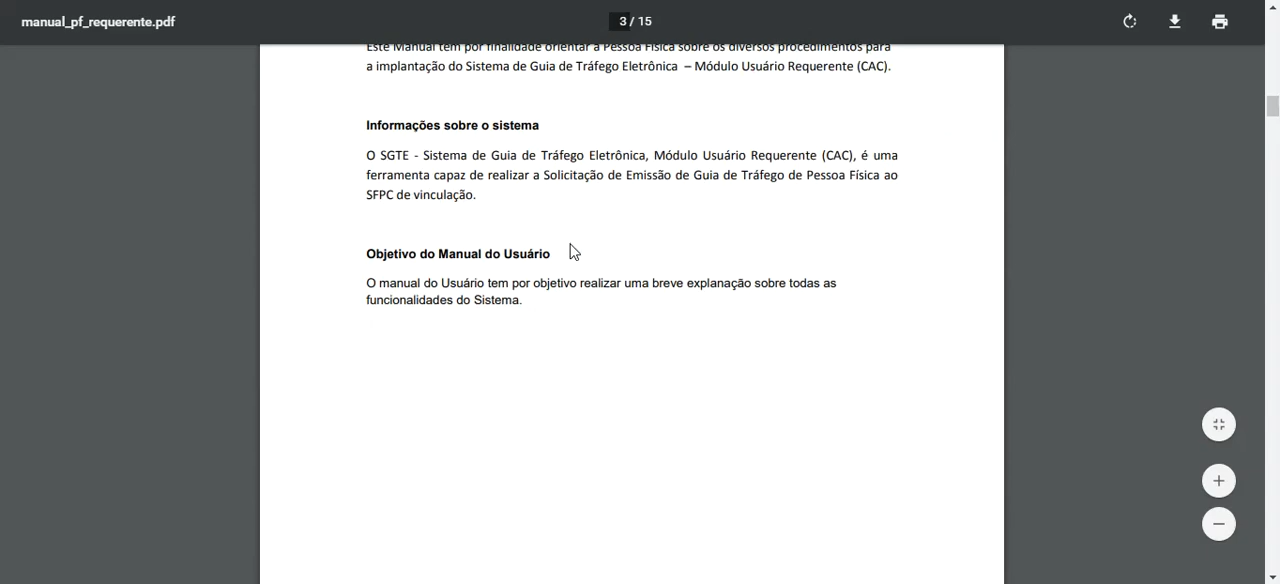 manual_pf_requerente.pdf
3 / 15
Este Manual tem por finalidade orientar a Pessoa Física sobre os diversos procedimentos para
a implantação do Sistema de Guia de Tráfego Eletrônica – Módulo Usuário Requerente (CAC).
Informações sobre o sistema
O SGTE - Sistema de Guia de Tráfego Eletrônica, Módulo Usuário Requerente (CAC), é uma
ferramenta capaz de realizar a Solicitação de Emissão de Guia de Tráfego de Pessoa Física ao
SFPC de vinculação.
Objetivo do Manual do Usuário
O manual do Usuário tem por objetivo realizar uma breve explanação sobre todas as
funcionalidades do Sistema.